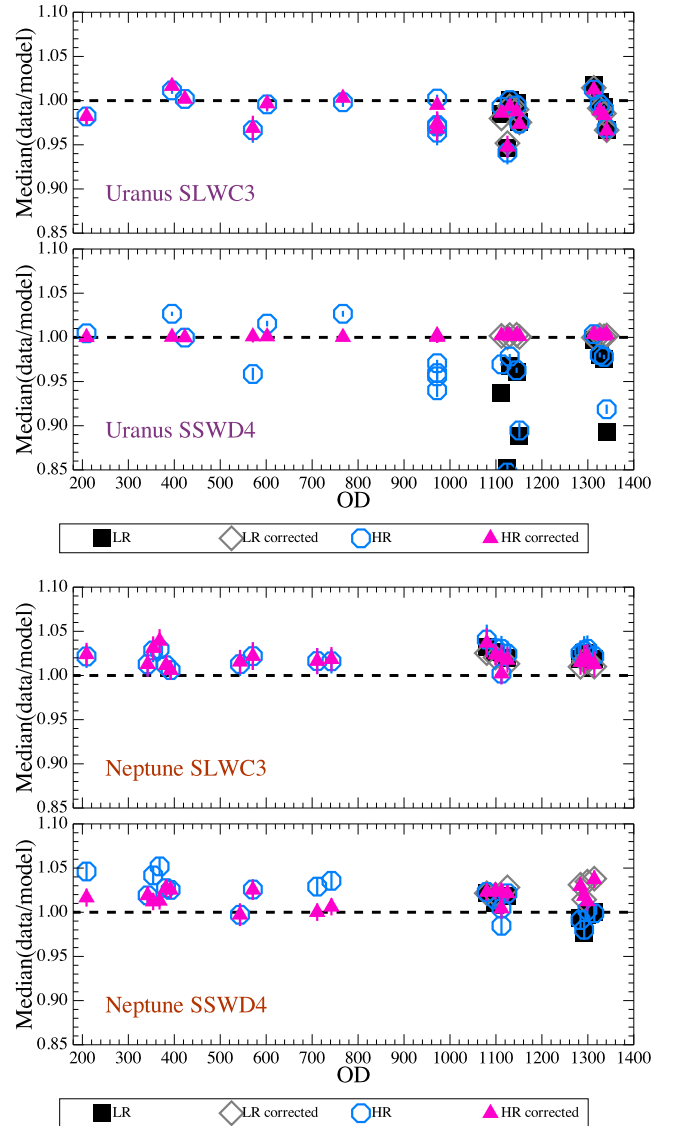 1.10
1.05
1.00
0.95
0.90
0.85
Median(data/model)
Uranus SLWC3
1.10
1.05
1.00
0.95
0.90
0.85
Median(data/model)
Uranus SSWD4
200 300 400 500 600 700 800 900 1000 1100 1200 1300 1400
OD
LR LR corrected HR HR corrected
1.10
1.05
1.00
0.95
0.90
0.85
Median(data/model)
Neptune SLWC3
1.10
1.05
1.00
0.95
0.90
0.85
Median(data/model)
Neptune SSWD4
200 300 400 500 600 700 800 900 1000 1100 1200 1300 1400
OD
LR LR corrected HR HR corrected